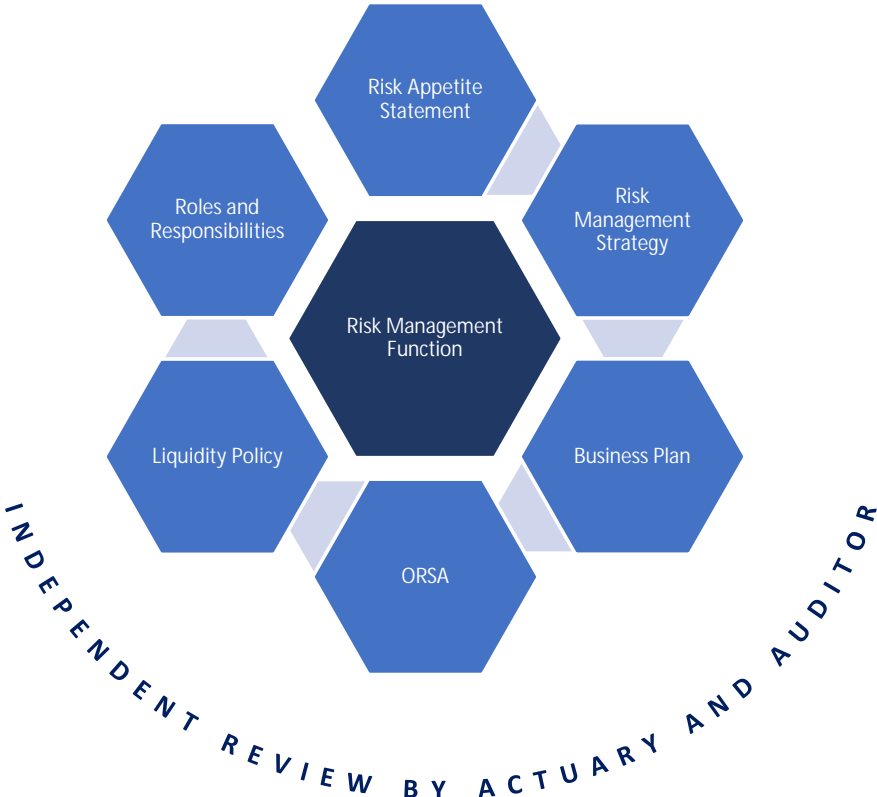 Risk Appetite
Statement
Risk
Management
Strategy
Business Plan
ORSA
Liquidity Policy
Roles and
Responsibilities
Risk Management
Function
INDEPENDENT REVIEW BY ACTUARY AND AUDITOR